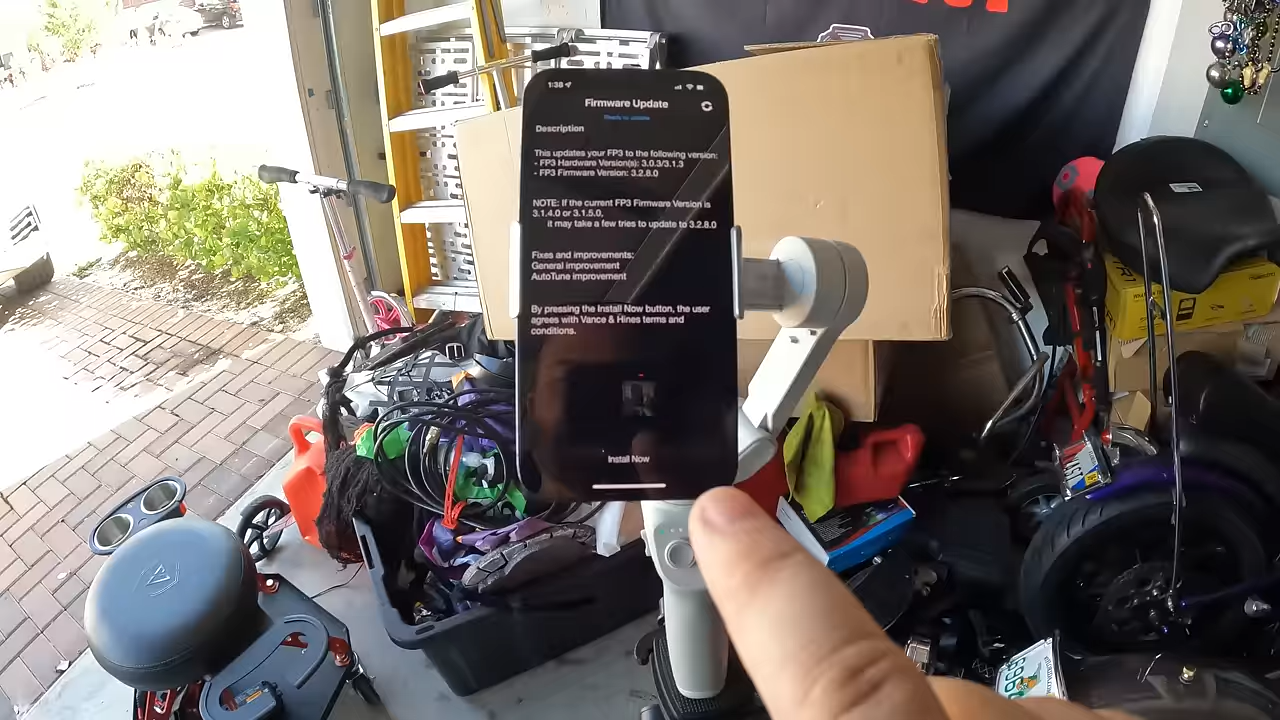 1:38
Firmware Update
Ready to update
Description
This updates your FP3 to the following version:
- FP3 Hardware Version(s): 3.0.3/3.1.3
- FP3 Firmware Version: 3.2.8.0
NOTE: If the current FP3 Firmware Version is
3.1.4.0 or 3.1.5.0,
it may take a few tries to update to 3.2.8.0
Fixes and improvements:
General improvement
AutoTune improvement
By pressing the Install Now button, the user
agrees with Vance & Hines terms and
conditions.
Install Now